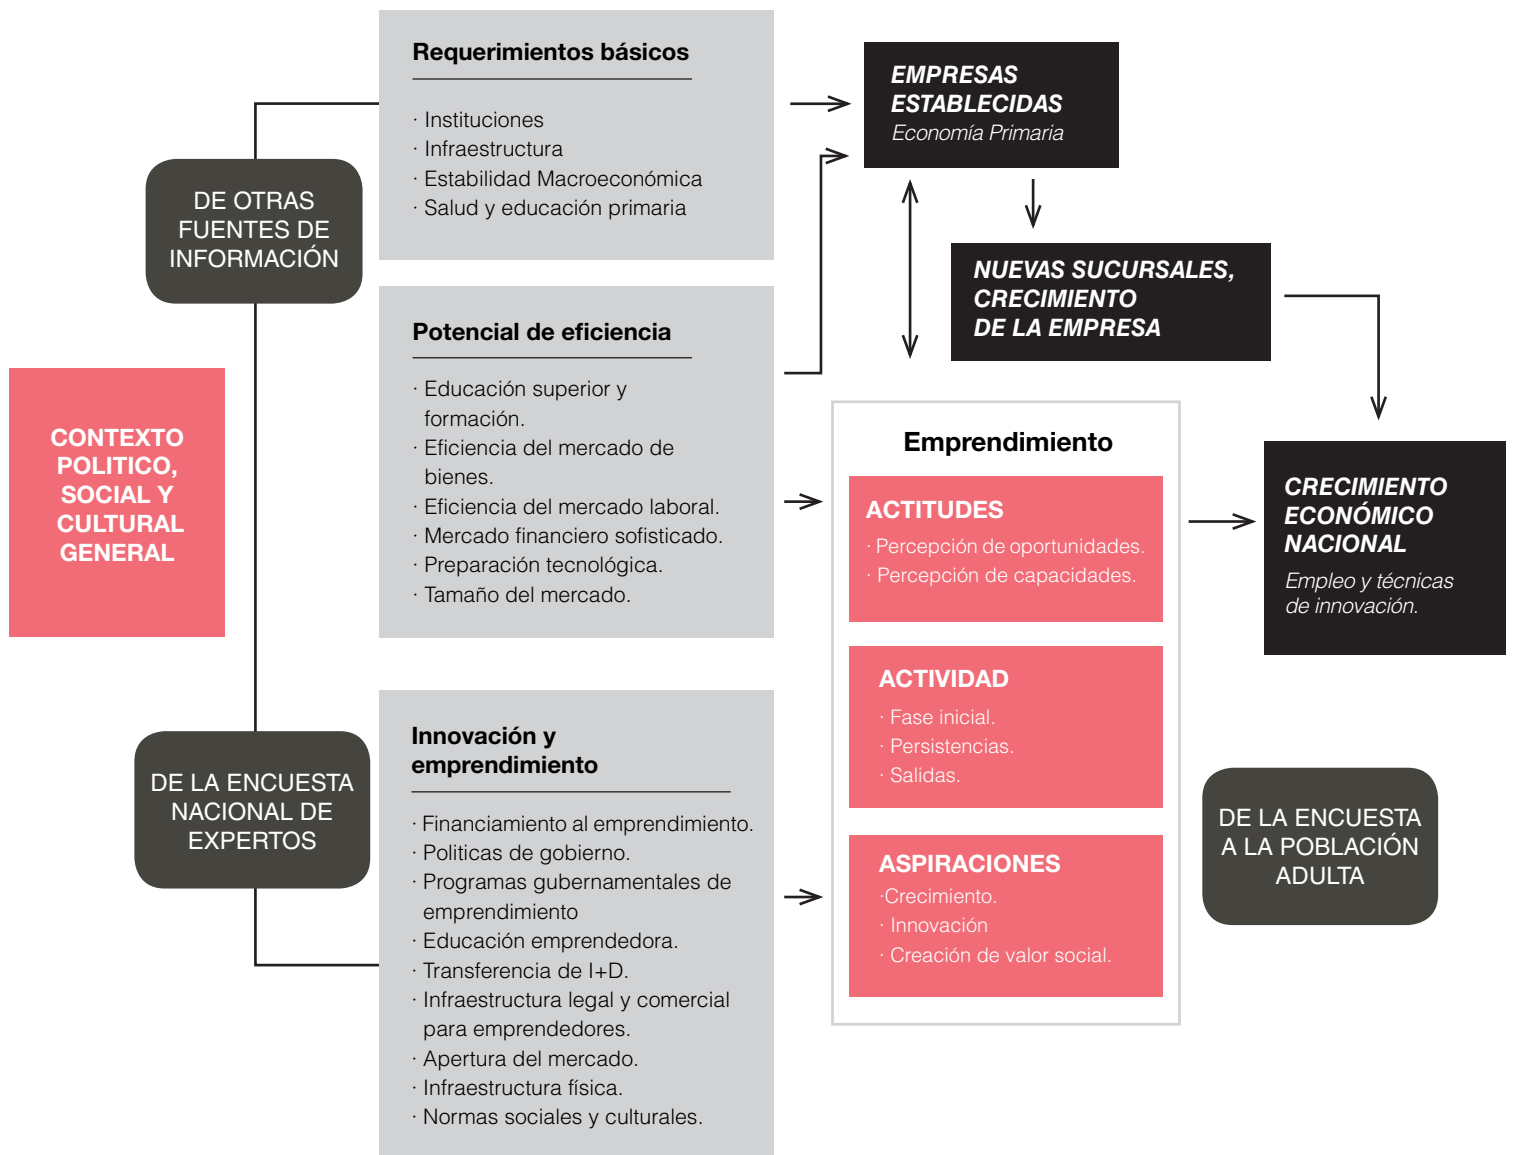 Requerimientos básicos
· Instituciones
· Infraestructura
· Estabilidad Macroeconómica
· Salud y educación primaria
EMPRESAS
ESTABLECIDAS
Economía Primaria
DE OTRAS
FUENTES DE
INFORMACIÓN
NUEVAS SUCURSALES,
CRECIMIENTO
DE LA EMPRESA
Potencial de eficiencia
· Educación superior y
formación.
· Eficiencia del mercado de
bienes.
· Eficiencia del mercado laboral.
· Mercado financiero sofisticado.
· Preparación tecnológica.
· Tamaño del mercado.
CONTEXTO
POLITICO,
SOCIAL Y
CULTURAL
GENERAL
Emprendimiento
ACTITUDES
· Percepción de oportunidades.
· Percepción de capacidades.
CRECIMIENTO
ECONÓMICO
NACIONAL
Empleo y técnicas
de innovación.
ACTIVIDAD
· Fase inicial.
· Persistencias.
· Salidas.
Innovación y
emprendimiento
· Financiamiento al emprendimiento.
· Politicas de gobierno.
· Programas gubernamentales de
emprendimiento
· Educación emprendedora.
· Transferencia de I+D.
· Infraestructura legal y comercial
para emprendedores.
· Apertura del mercado.
· Infraestructura física.
· Normas sociales y culturales.
DE LA ENCUESTA
NACIONAL DE
EXPERTOS
ASPIRACIONES
·Crecimiento.
· Innovación
· Creación de valor social.
DE LA ENCUESTA
A LA POBLACIÓN
ADULTA